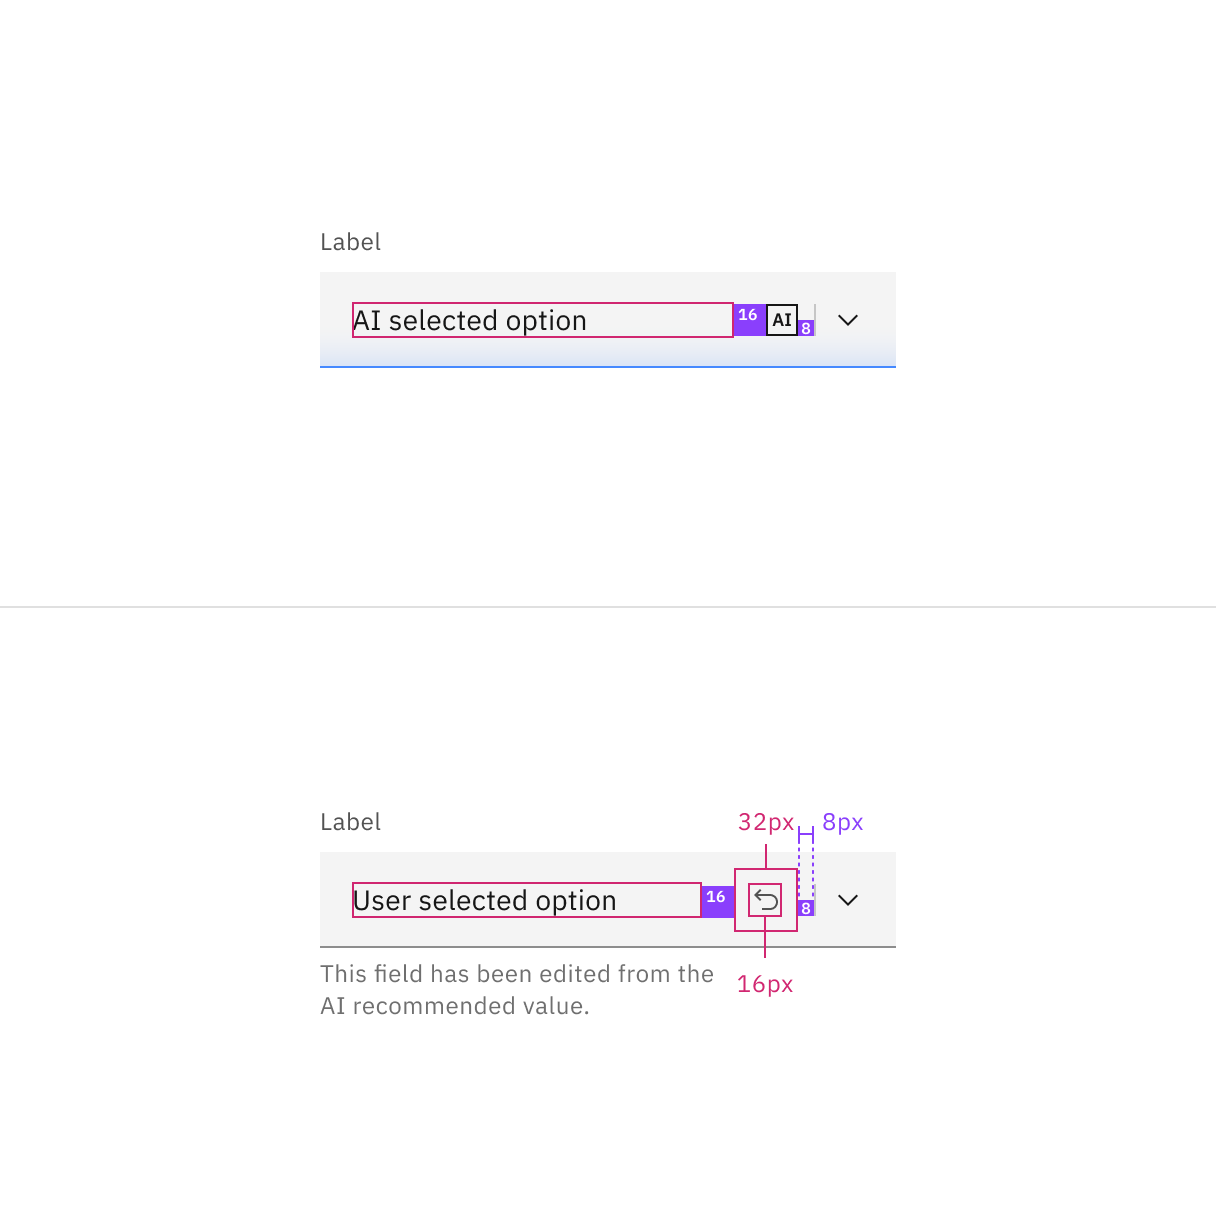 Label
AI selected option 16 AI 8
Label 32px 8px
User selected option 16 8
This field has been edited from the
AI recommended value.
16px